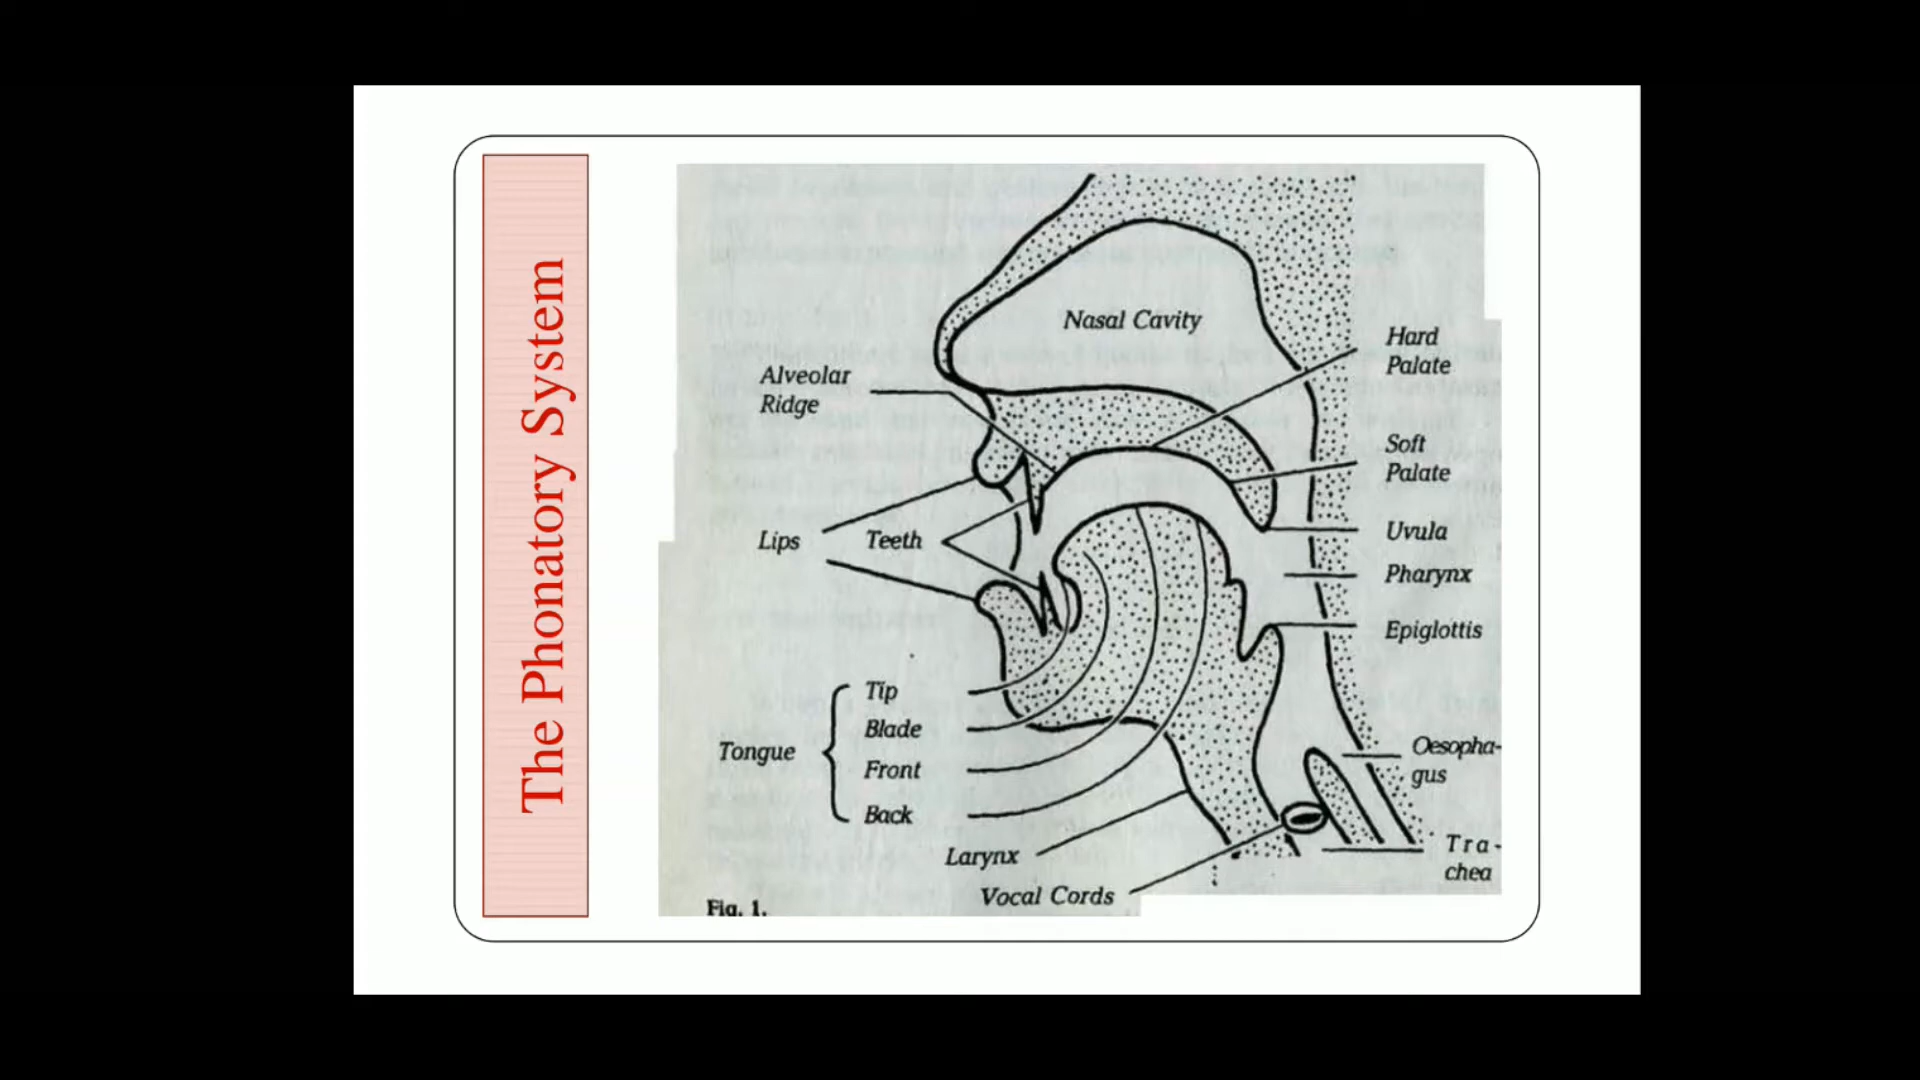 The Phonatory System
Nasal Cavity
Hard
Palate
Alveolar
Ridge
Soft
Palate
Lips
Teeth
Uvula
Pharynx
Epiglottis
Tongue
Tip
Blade
Front
Back
Oesopha-
gus
Larynx
Tra-
chea
Vocal Cords
Fig. 1.